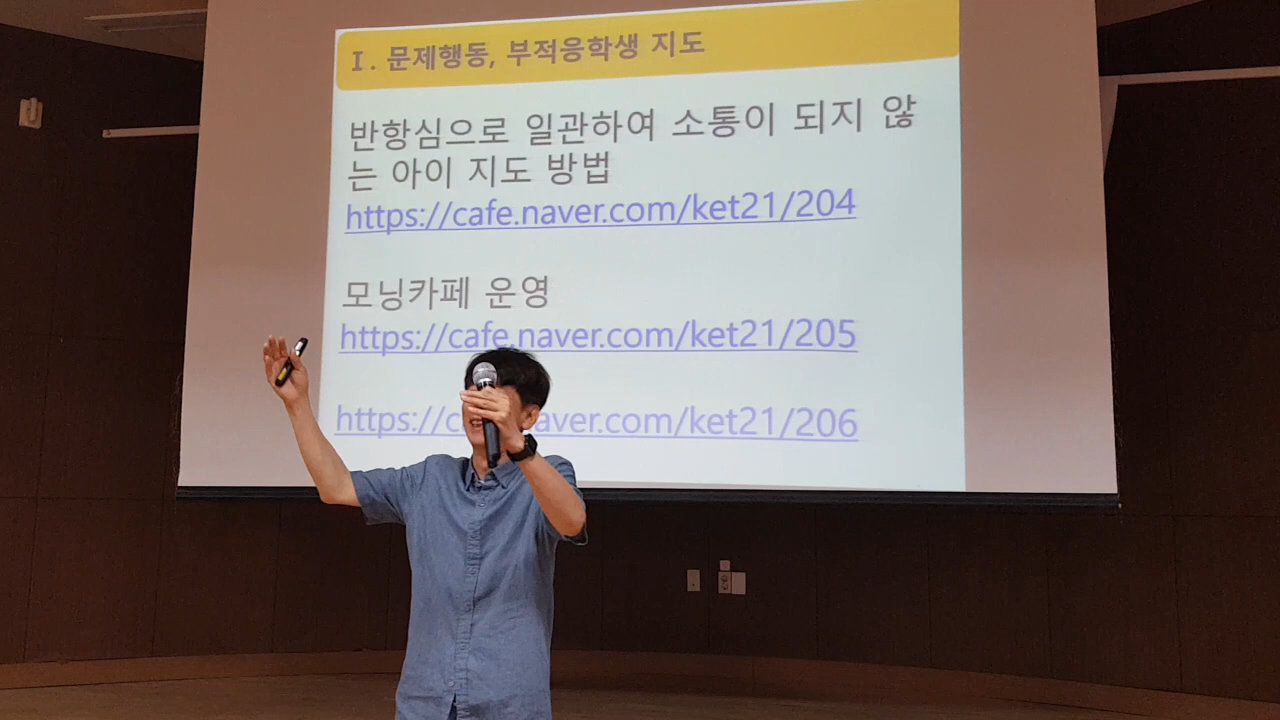 Ⅰ. 문제행동, 부적응학생 지도
반항심으로 일관하여 소통이 되지 않
는 아이 지도 방법
https://cafe.naver.com/ket21/204
모닝카페 운영
https://cafe.naver.com/ket21/205
https://c aver.com/ket21/206